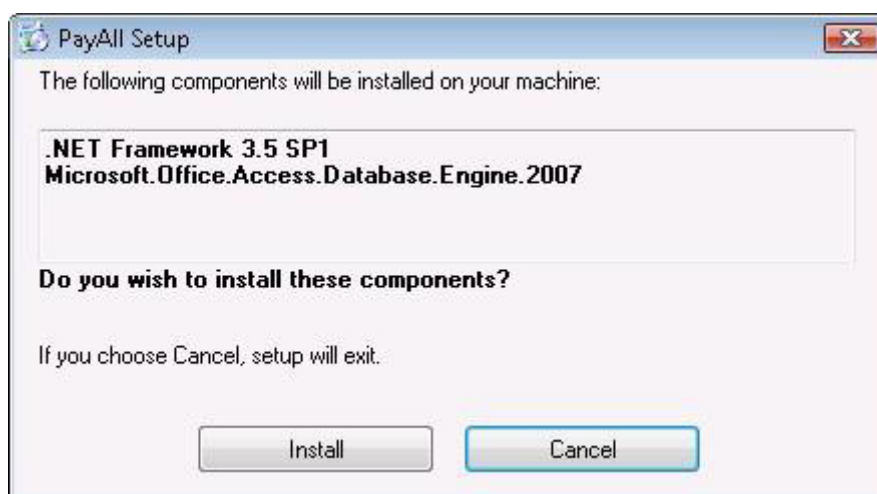 PayAll Setup
The following components will be installed on your machine:
.NET Framework 3.5 SP1
Microsoft.Office.Access.Database.Engine.2007
Do you wish to install these components?
If you choose Cancel, setup will exit.
Install Cancel